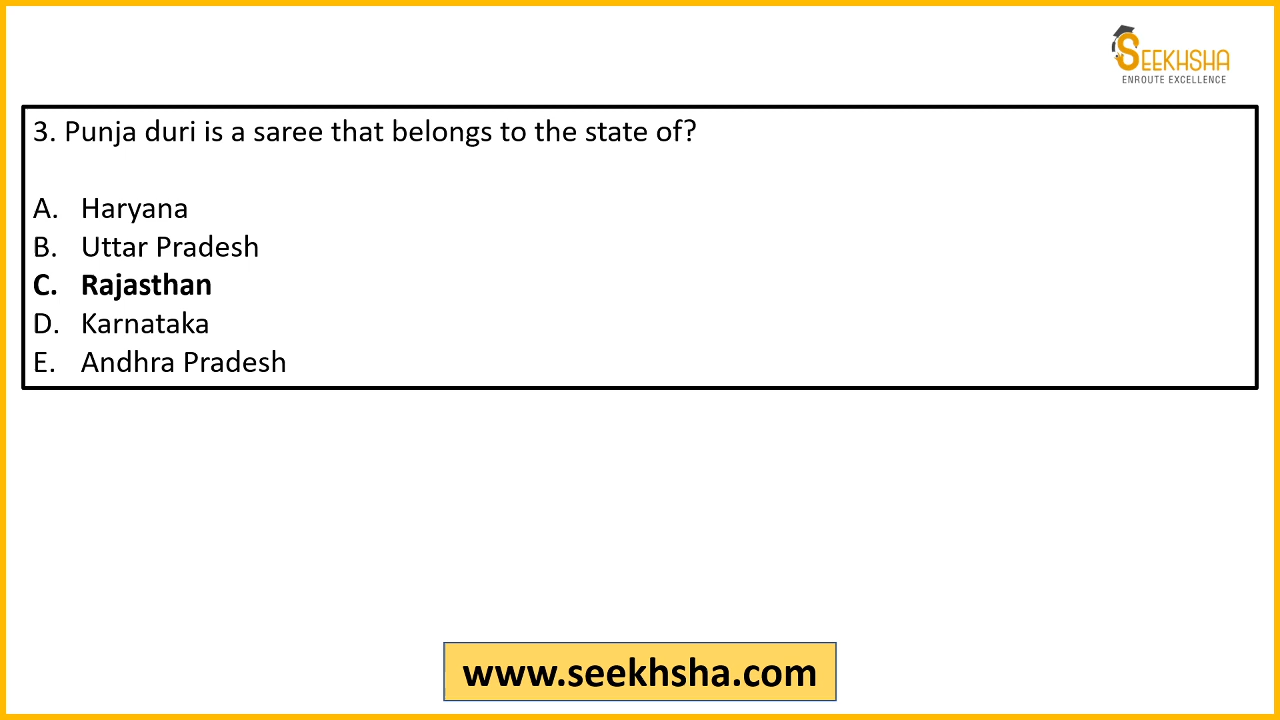 SEEKHSHA
ENROUTE EXCELLENCE
3. Punja duri is a saree that belongs to the state of?
A. Haryana
B. Uttar Pradesh
C. Rajasthan
D. Karnataka
E. Andhra Pradesh
www.seekhsha.com